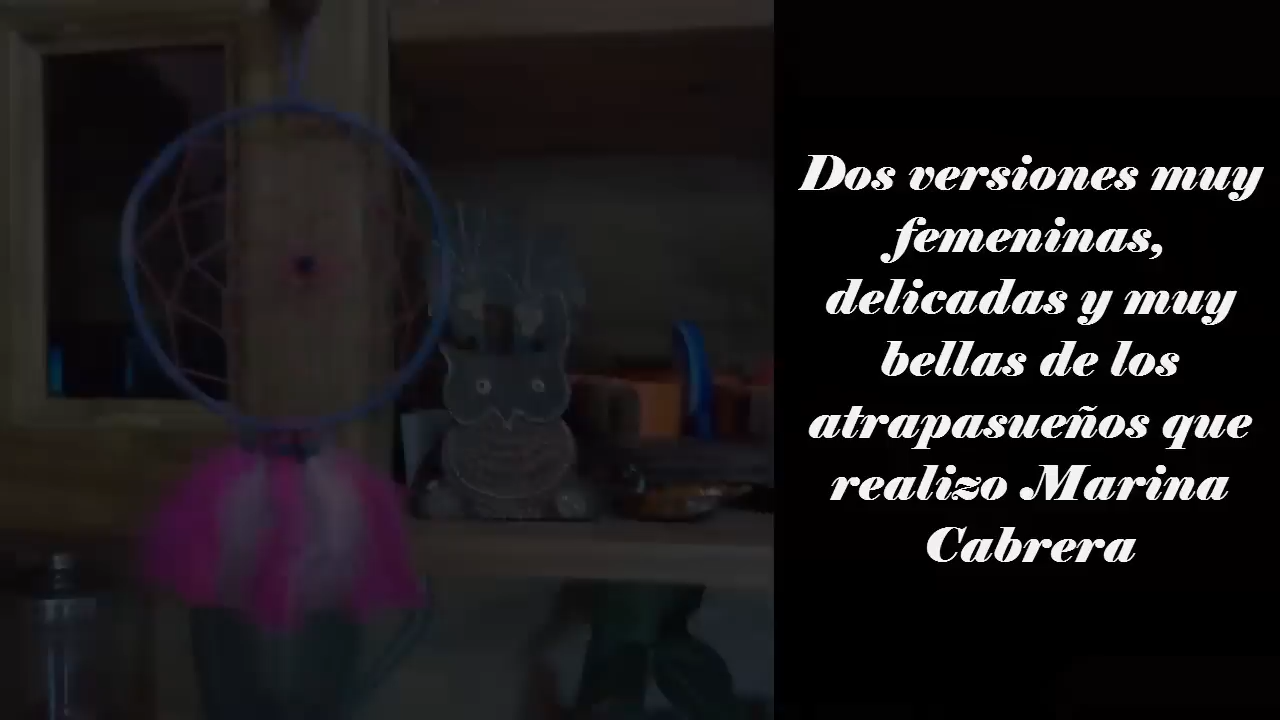 Dos versiones muy
femeninas,
delicadas y muy
bellas de los
atrapasueños que
realizo Marina
Cabrera